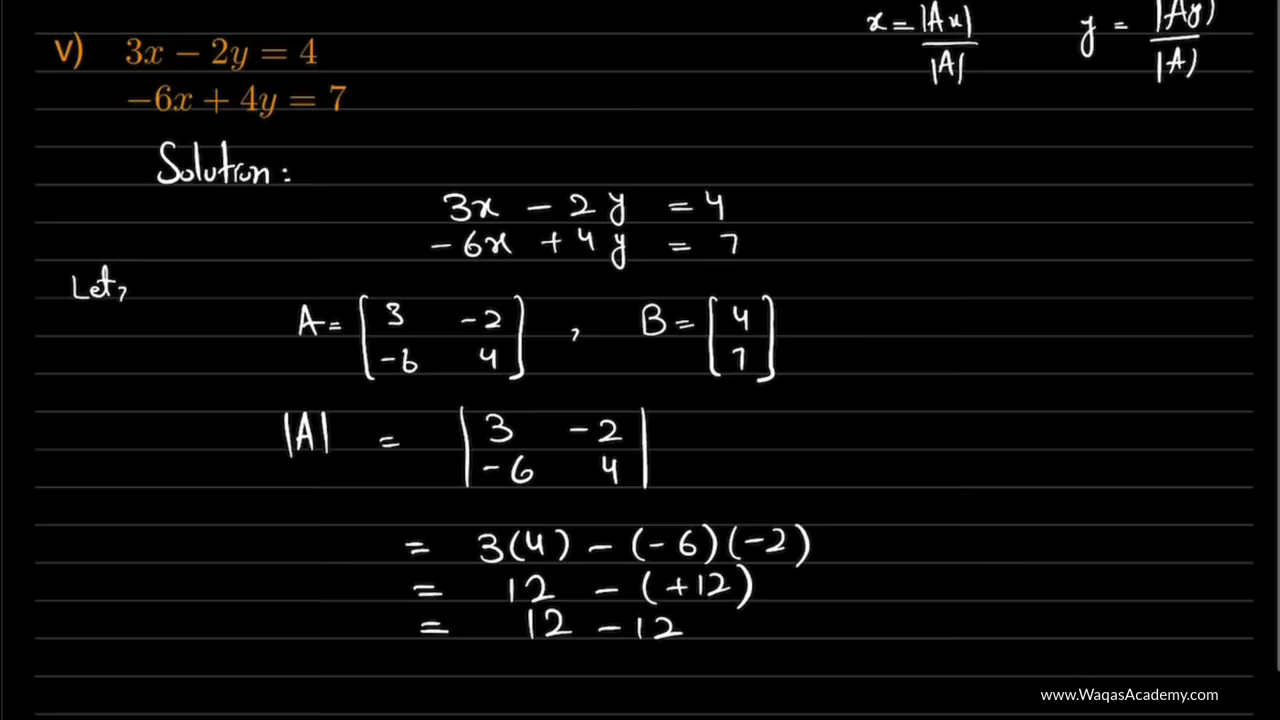 x = |Ax| / |A|    y = |Ay| / |A|
v) 3x − 2y = 4
−6x + 4y = 7
Solution:
3x − 2y = 4
−6x + 4y = 7
Let,
A = [3 −2; −6 4] , B = [4; 7]
|A| = |3 −2; −6 4|
= 3(4) − (−6)(−2)
= 12 − (+12)
= 12 − 12
www.WaqasAcademy.com